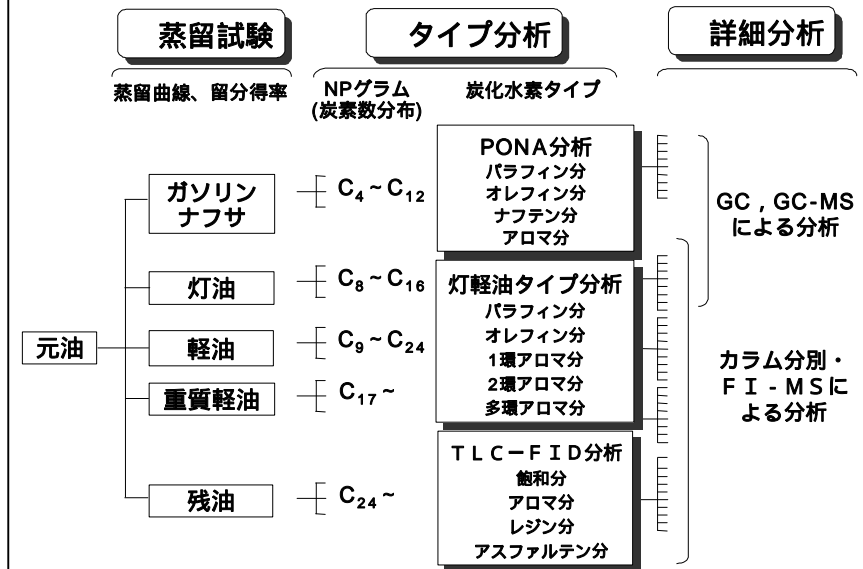 蒸留試験
タイプ分析
詳細分析
蒸留曲線、留分得率
NPグラム
(炭素数分布)
炭化水素タイプ
元油
ガソリン
ナフサ
灯油
軽油
重質軽油
残油
C₄~C₁₂
C₈~C₁₆
C₉~C₂₄
C₁₇~
C₂₄~
PONA分析
パラフィン分
オレフィン分
ナフテン分
アロマ分
灯軽油タイプ分析
パラフィン分
オレフィン分
1環アロマ分
2環アロマ分
多環アロマ分
TLC-FID分析
飽和分
アロマ分
レジン分
アスファルテン分
GC , GC-MS
による分析
カラム分別・
FI-MSに
よる分析